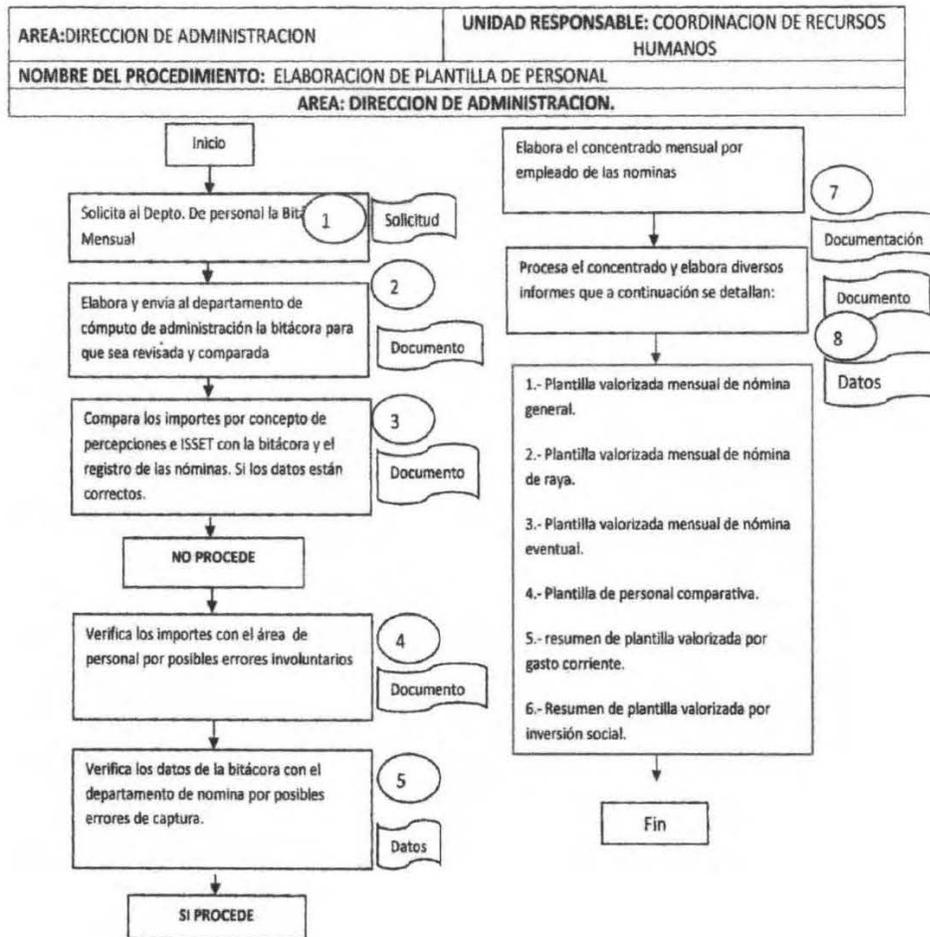 AREA:DIRECCION DE ADMINISTRACION
UNIDAD RESPONSABLE: COORDINACION DE RECURSOS
HUMANOS
NOMBRE DEL PROCEDIMIENTO: ELABORACION DE PLANTILLA DE PERSONAL
AREA: DIRECCION DE ADMINISTRACION.
Inicio
Solicita al Depto. De personal la Bitá
Mensual
1
Solicitud
Elabora y envía al departamento de
cómputo de administración la bitácora para
que sea revisada y comparada
2
Documento
Compara los importes por concepto de
percepciones e ISSET con la bitácora y el
registro de las nóminas. Si los datos están
correctos.
3
Documento
NO PROCEDE
Verifica los importes con el área de
personal por posibles errores involuntarios
4
Documento
Verifica los datos de la bitácora con el
departamento de nomina por posibles
errores de captura.
5
Datos
SI PROCEDE
Elabora el concentrado mensual por
empleado de las nominas
7
Documentación
Procesa el concentrado y elabora diversos
informes que a continuación se detallan:
Documento
8
Datos
1.- Plantilla valorizada mensual de nómina
general.
2.- Plantilla valorizada mensual de nómina
de raya.
3.- Plantilla valorizada mensual de nómina
eventual.
4.- Plantilla de personal comparativa.
5.- resumen de plantilla valorizada por
gasto corriente.
6.- Resumen de plantilla valorizada por
inversión social.
Fin